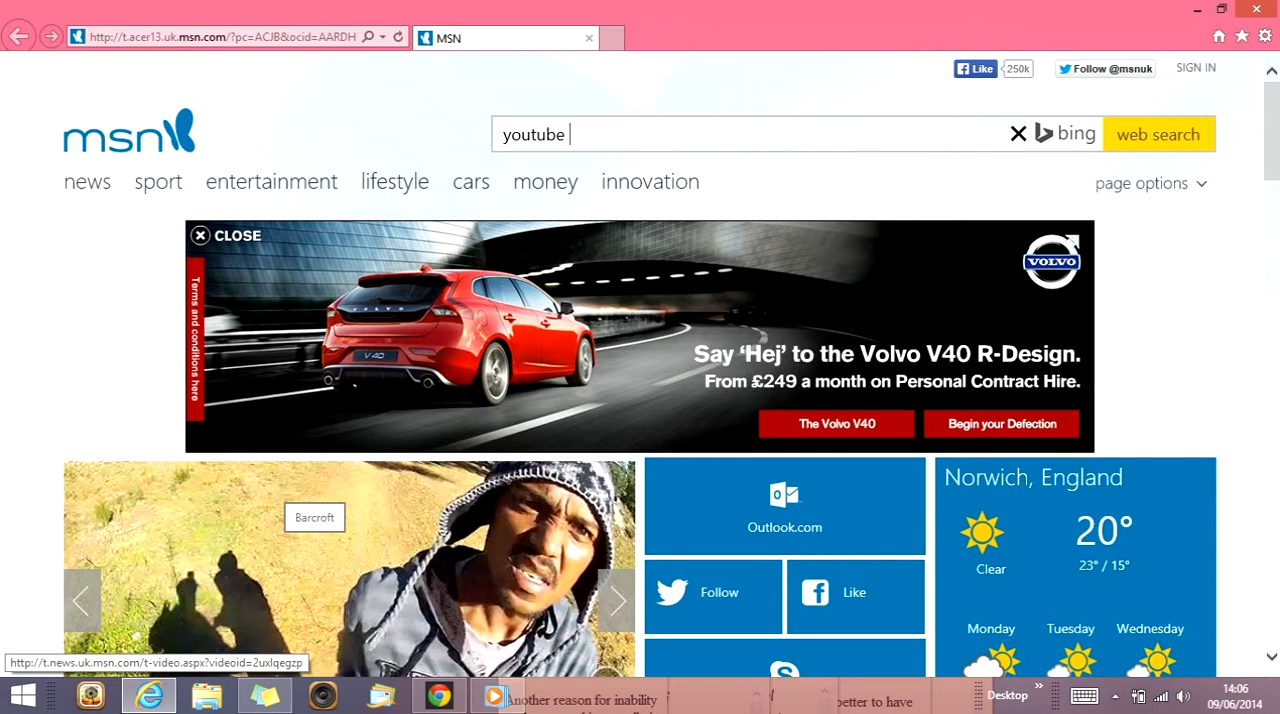 http://t.acer13.uk.msn.com/?pc=ACJB&ocid=AARDH
MSN
Like
250k
Follow @msnuk
SIGN IN
msn
youtube
bing
web search
news sport entertainment lifestyle cars money innovation
page options
CLOSE
Terms and conditions here
VOLVO
VOLVO
V40
Say ‘Hej’ to the Volvo V40 R-Design.
From £249 a month on Personal Contract Hire.
The Volvo V40
Begin your Defection
Barcroft
Outlook.com
Follow
Like
Norwich, England
20°
23° / 15°
Clear
Monday Tuesday Wednesday
http://t.news.uk.msn.com/t-video.aspx?videoid=2uxlqegzp
Another reason for inability
better to have
Desktop
14:06
09/06/2014